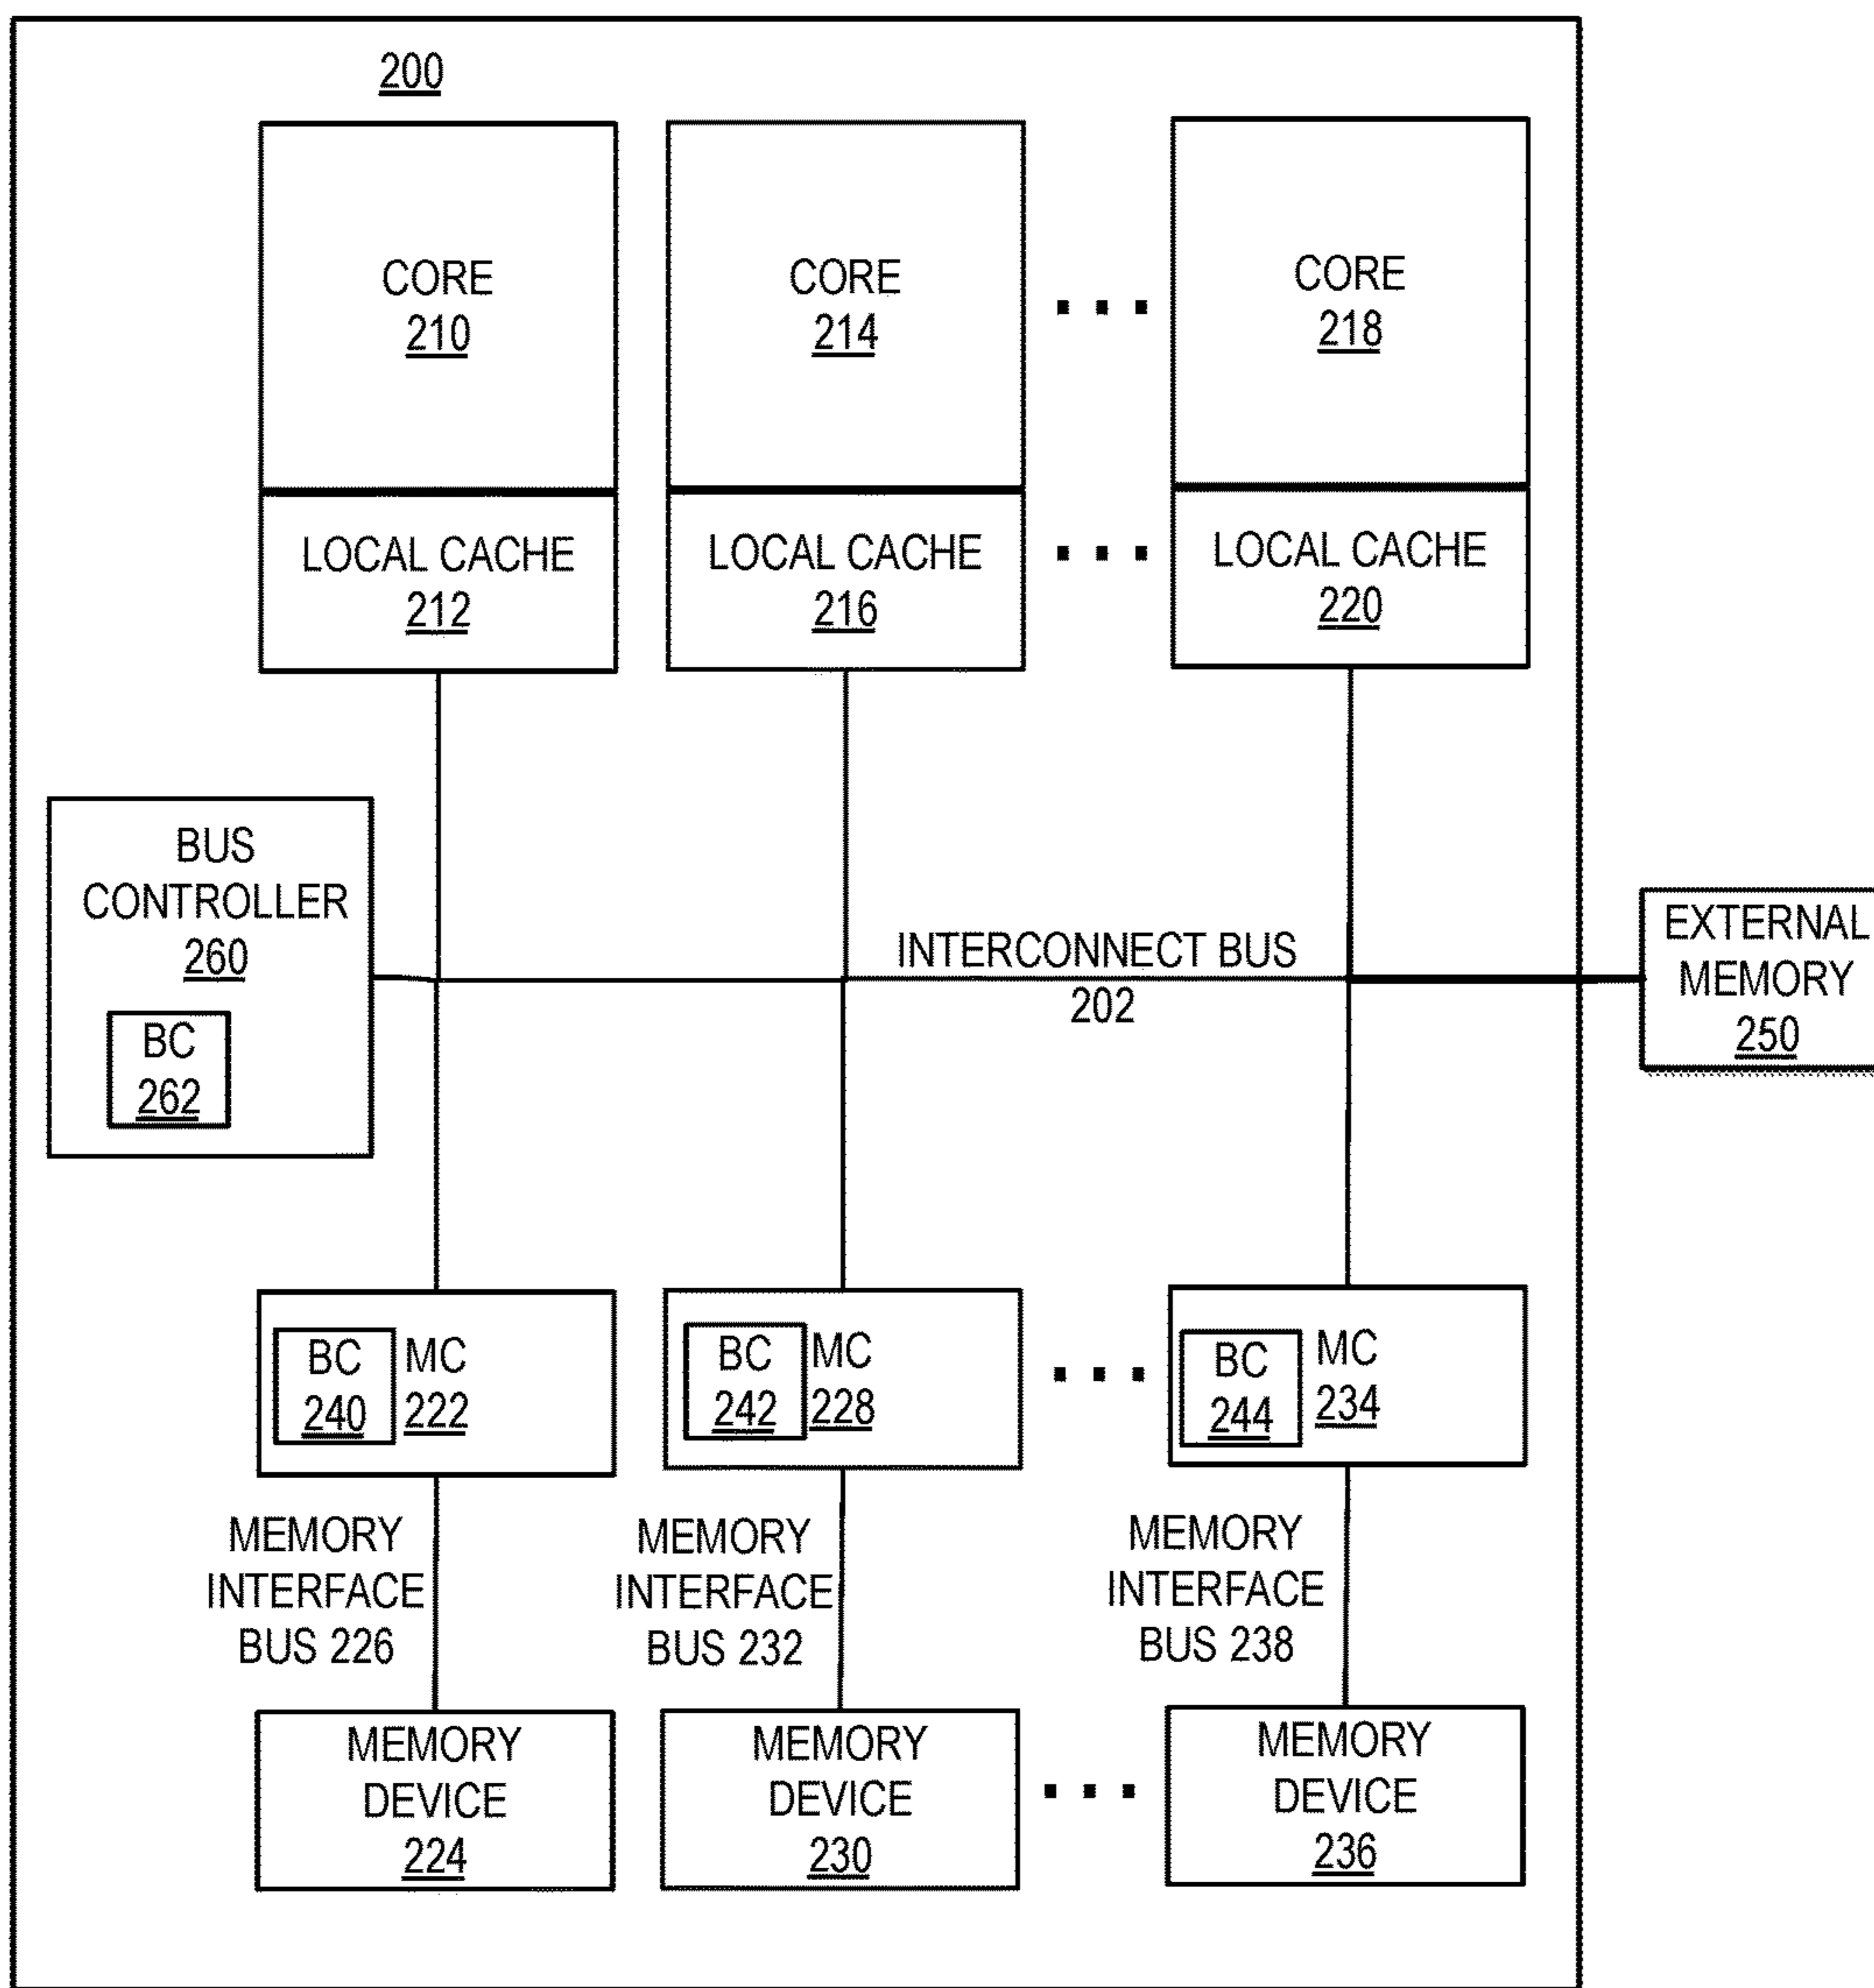 200
CORE
210
CORE
214
CORE
218
LOCAL CACHE
212
LOCAL CACHE
216
LOCAL CACHE
220
BUS
CONTROLLER
260
BC
262
INTERCONNECT BUS
202
EXTERNAL
MEMORY
250
BC
240
MC
222
BC
242
MC
228
BC
244
MC
234
MEMORY
INTERFACE
BUS 226
MEMORY
INTERFACE
BUS 232
MEMORY
INTERFACE
BUS 238
MEMORY
DEVICE
224
MEMORY
DEVICE
230
MEMORY
DEVICE
236